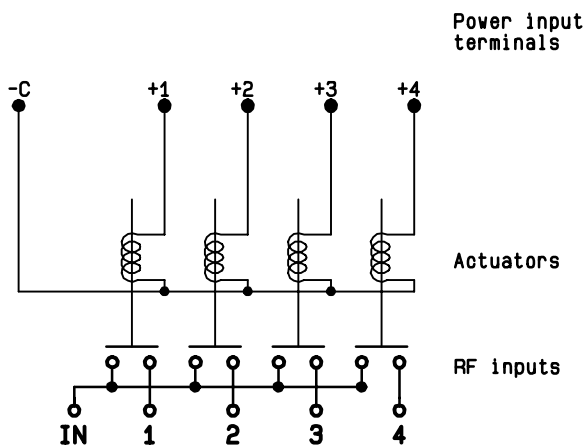 Power input
terminals
-C +1 +2 +3 +4
Actuators
RF inputs
IN 1 2 3 4